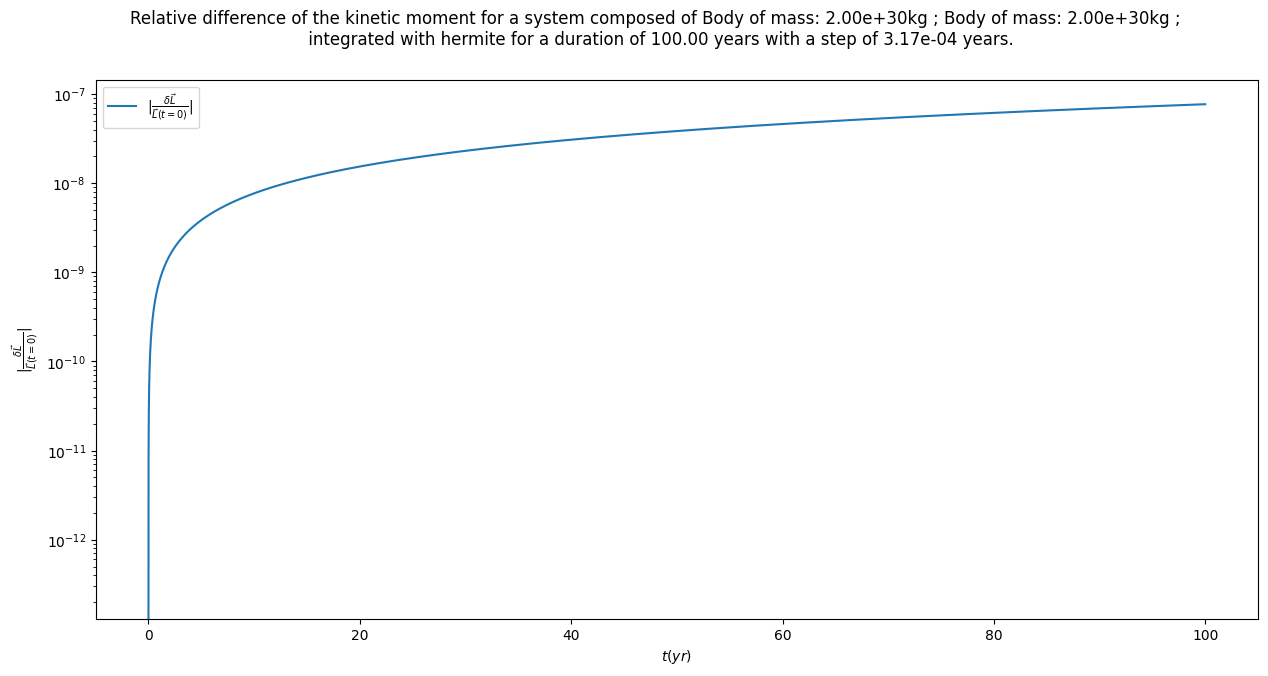 Relative difference of the kinetic moment for a system composed of Body of mass: 2.00e+30kg ; Body of mass: 2.00e+30kg ;
integrated with hermite for a duration of 100.00 years with a step of 3.17e-04 years.
|δL⃗/L⃗(t = 0)|
10⁻⁷
10⁻⁸
10⁻⁹
10⁻¹⁰
10⁻¹¹
10⁻¹²
|δL⃗/L⃗(t = 0)|
0 20 40 60 80 100
t(yr)